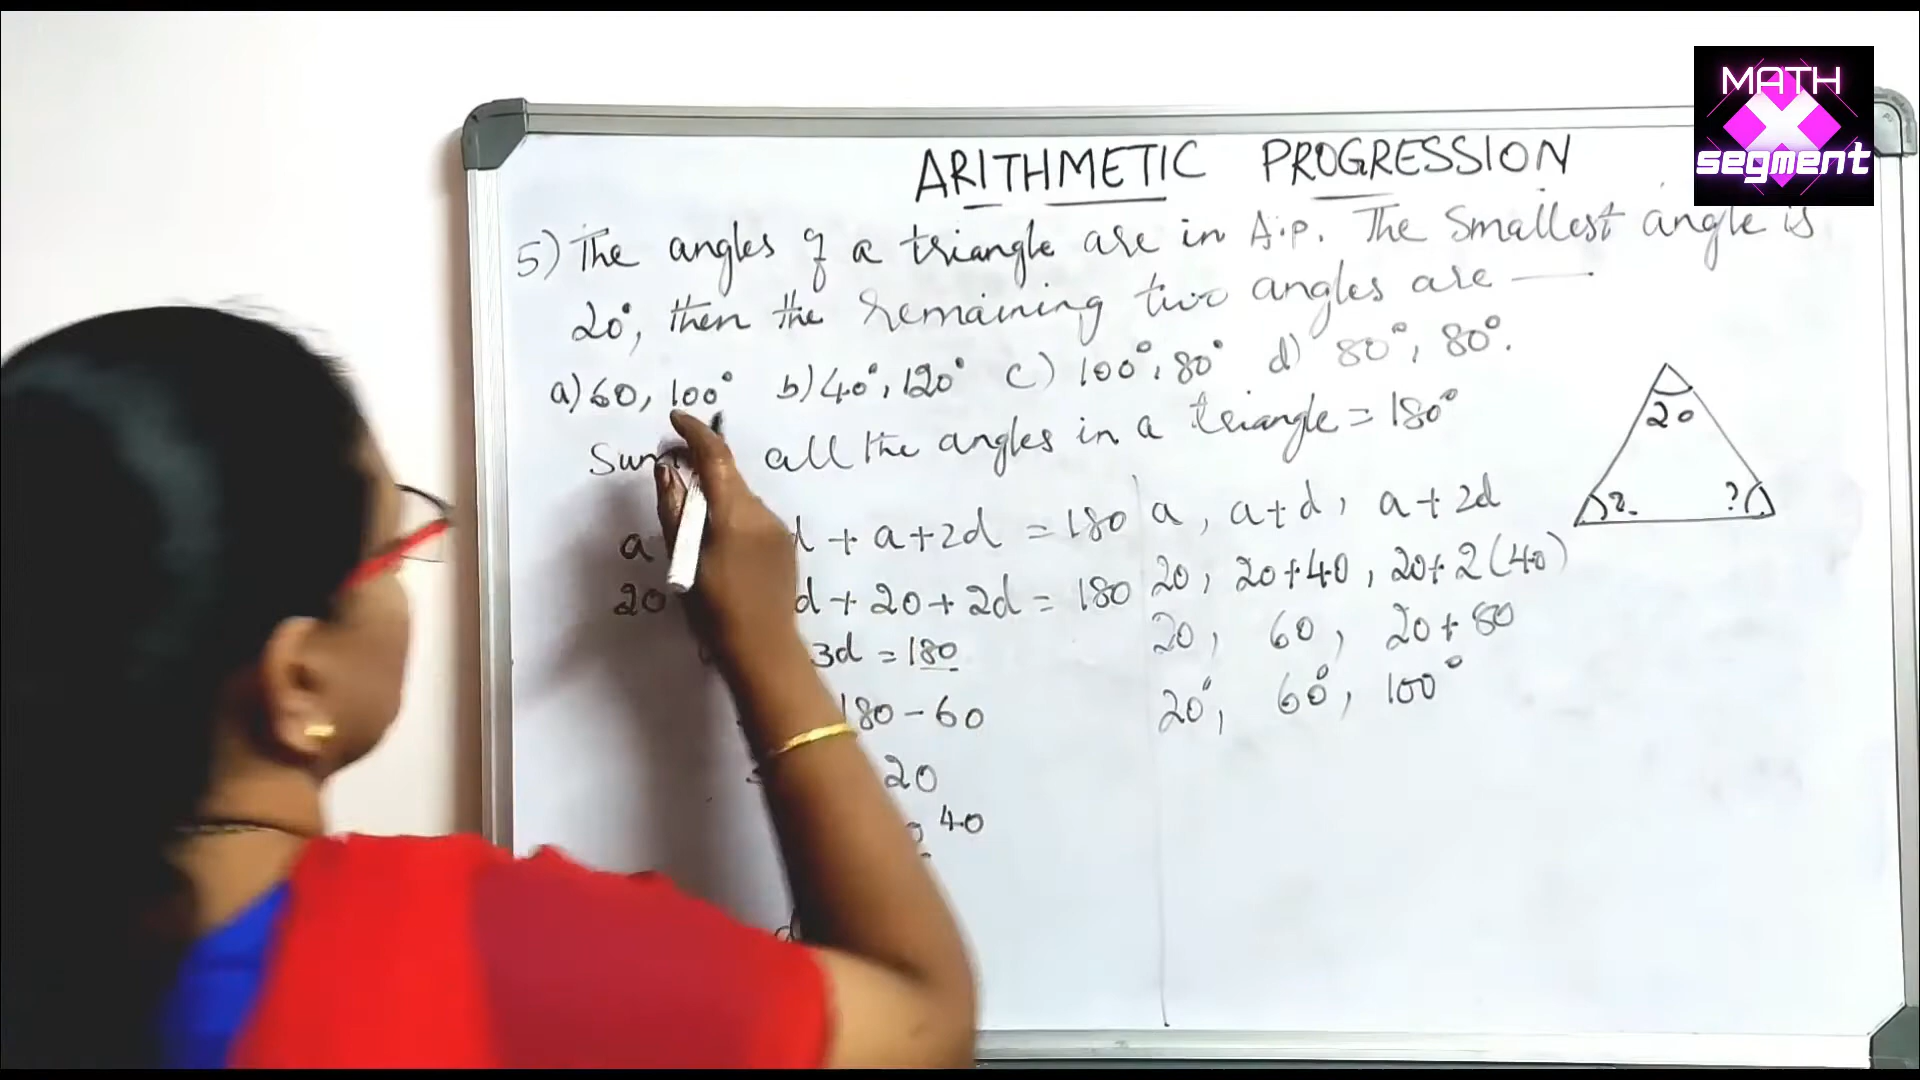 MATH
segment
ARITHMETIC PROGRESSION
5) The angles of a triangle are in A.P. The smallest angle is
20°, then the remaining two angles are —
a) 60, 100° b) 40°, 120° c) 100°, 80° d) 80°, 80°.
Sum all the angles in a triangle = 180°
a d + a + 2d = 180
20 d + 20 + 2d = 180
3d = 180
180 - 60
20
40
d
a, a+d, a+2d
20, 20+40, 20+2(40)
20, 60, 20+80
20°, 60°, 100°
20
?
?